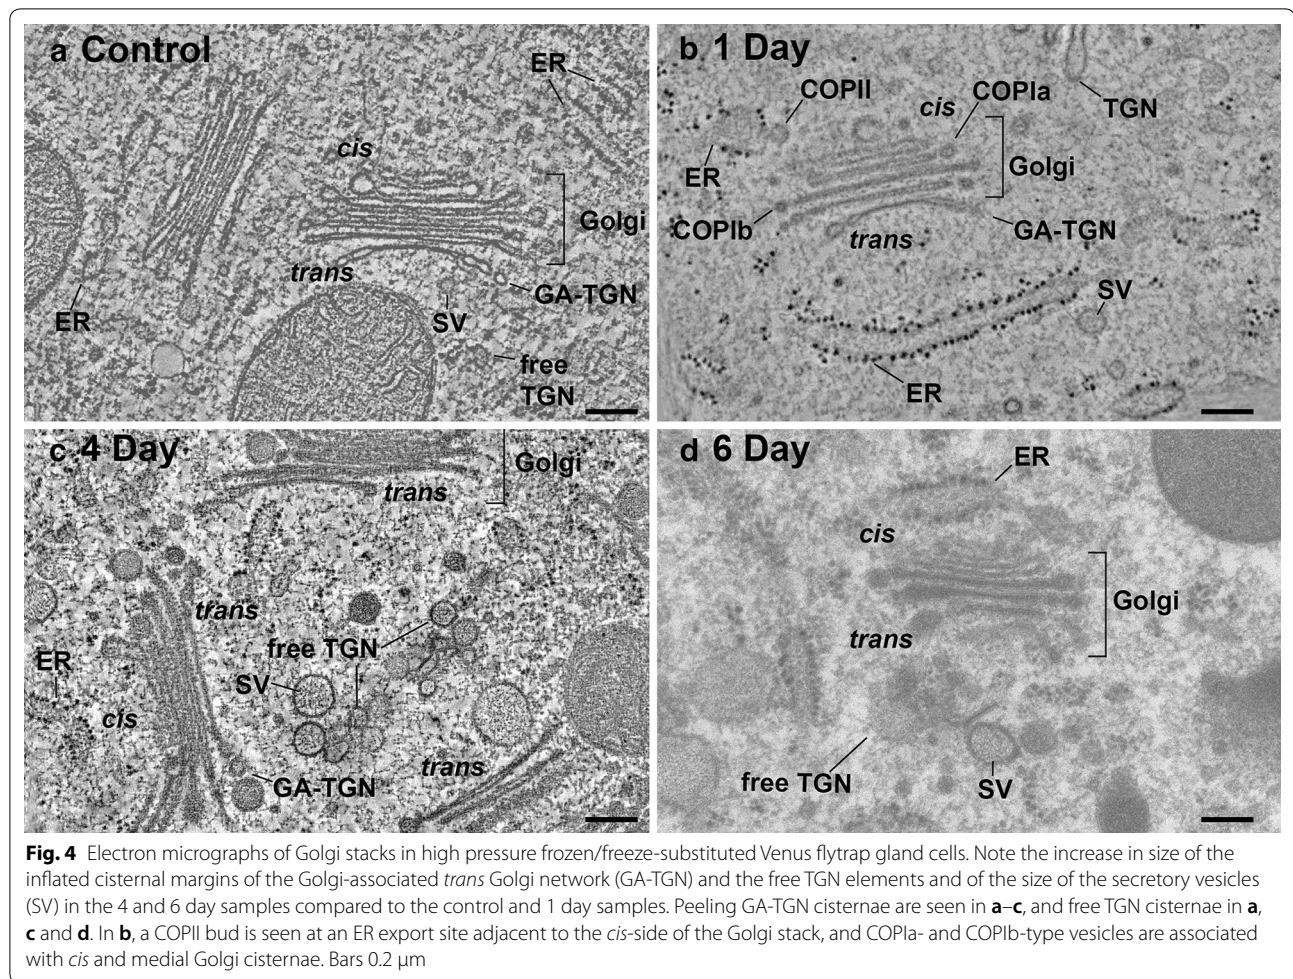 a Control
ER
cis
Golgi
trans
GA-TGN
ER
SV
free
TGN
b 1 Day
COPII
cis
COPIa
TGN
Golgi
ER
COPIb
trans
GA-TGN
SV
ER
c 4 Day
Golgi
trans
trans
free TGN
ER
SV
cis
trans
GA-TGN
d 6 Day
ER
cis
Golgi
trans
free TGN
SV
Fig. 4 Electron micrographs of Golgi stacks in high pressure frozen/freeze-substituted Venus flytrap gland cells. Note the increase in size of the
inflated cisternal margins of the Golgi-associated trans Golgi network (GA-TGN) and the free TGN elements and of the size of the secretory vesicles
(SV) in the 4 and 6 day samples compared to the control and 1 day samples. Peeling GA-TGN cisternae are seen in a–c, and free TGN cisternae in a,
c and d. In b, a COPII bud is seen at an ER export site adjacent to the cis-side of the Golgi stack, and COPIa- and COPIb-type vesicles are associated
with cis and medial Golgi cisternae. Bars 0.2 µm